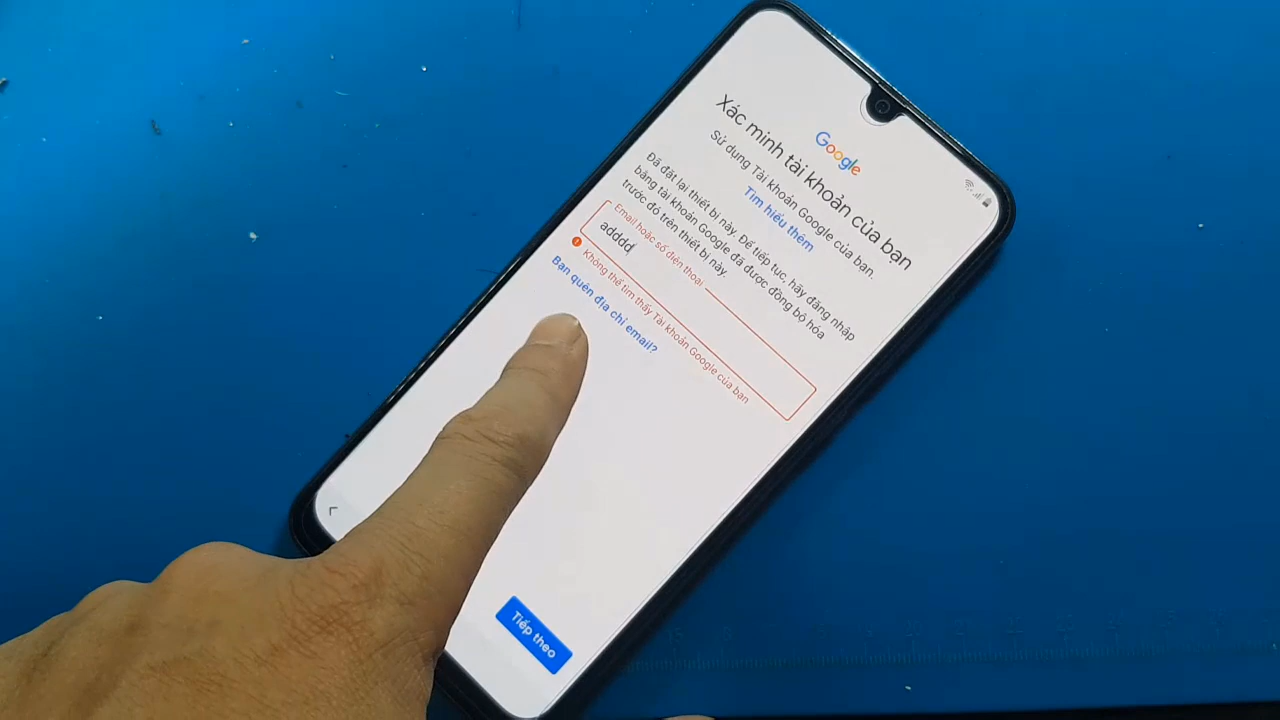 Google
Xác minh tài khoản của bạn
Sử dụng Tài khoản Google của bạn.
Tìm hiểu thêm
Đã đặt lại thiết bị này. Để tiếp tục, hãy đăng nhập
bằng tài khoản Google đã được đồng bộ hóa
trước đó trên thiết bị này.
Email hoặc số điện thoại
adddd
Không thể tìm thấy Tài khoản Google của bạn
Bạn quên địa chỉ email?
Tiếp theo